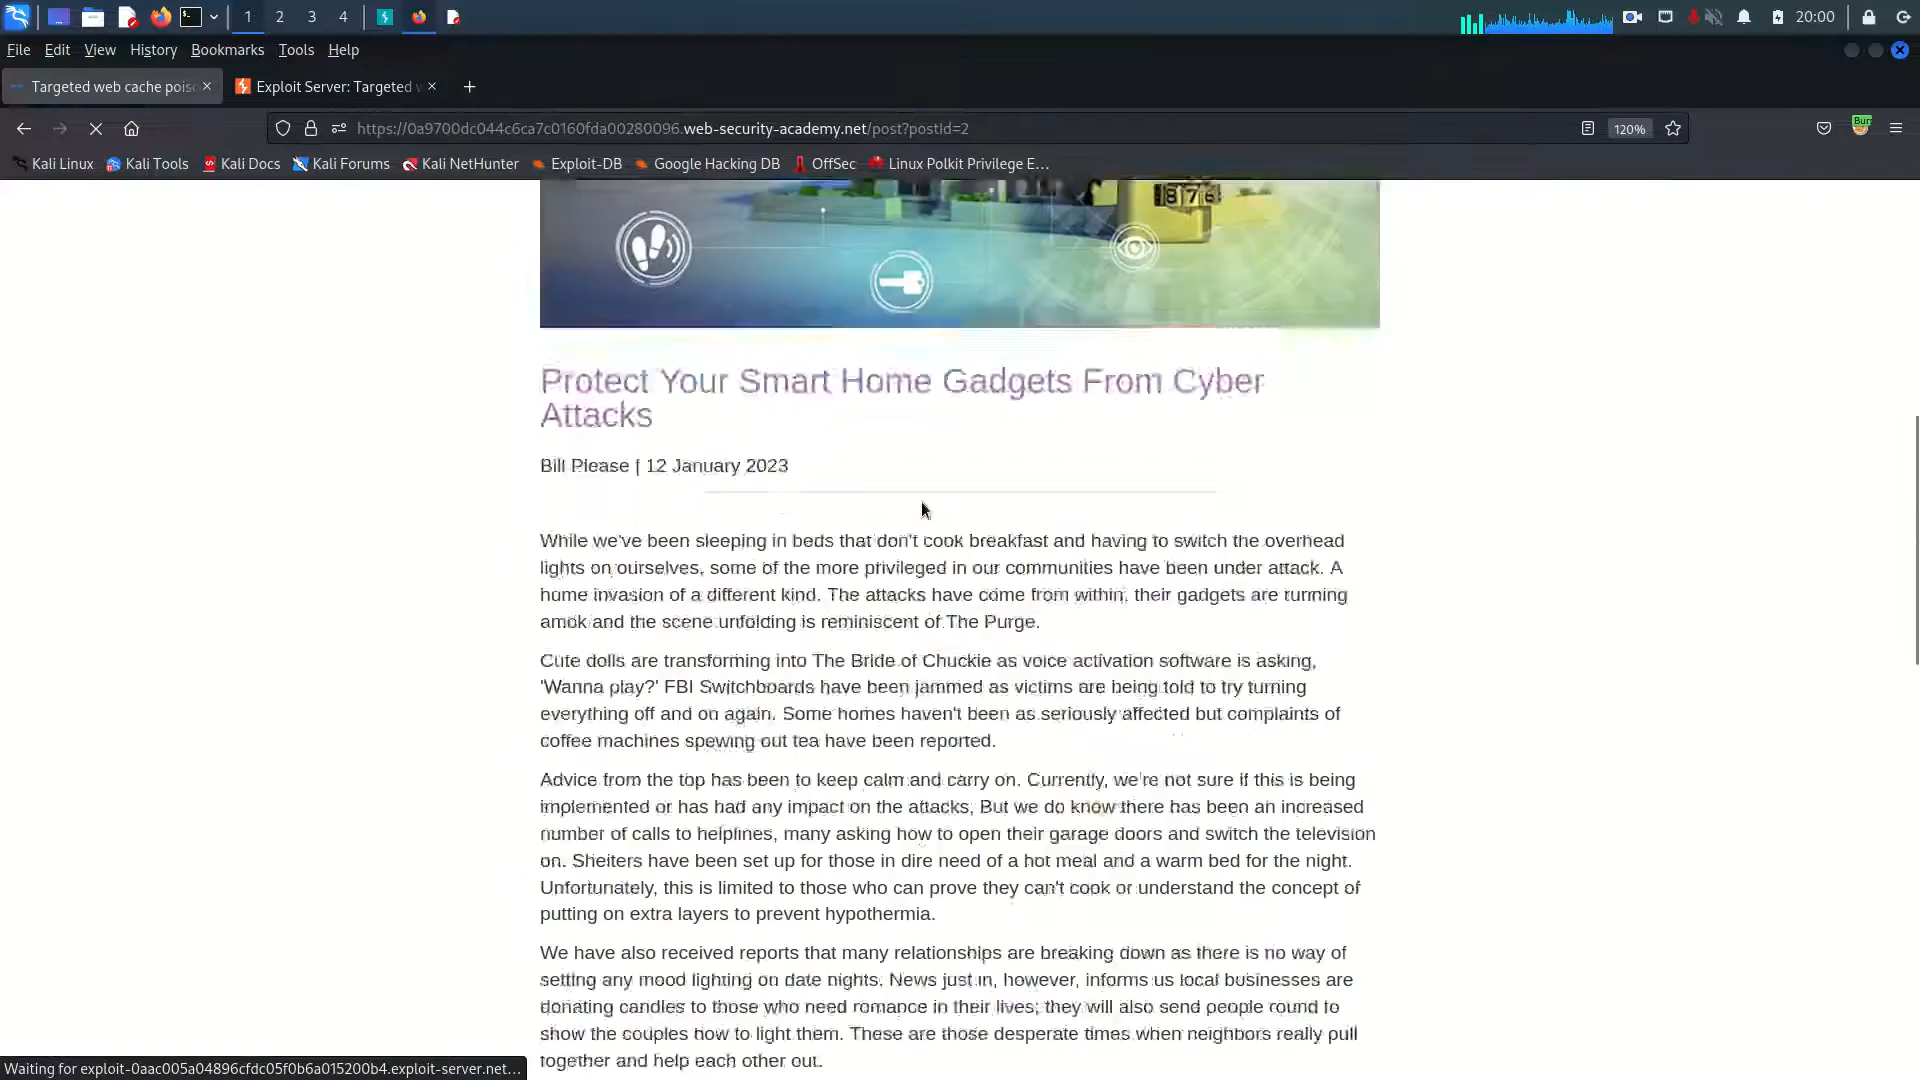 1 2 3 4 20:00
File Edit View History Bookmarks Tools Help
Targeted web cache pois
Exploit Server: Targeted
https://0a9700dc044c6ca7c0160fda00280096.web-security-academy.net/post?postId=2
120%
Kali Linux Kali Tools Kali Docs Kali Forums Kali NetHunter Exploit-DB Google Hacking DB OffSec Linux Polkit Privilege E...
876
Protect Your Smart Home Gadgets From Cyber
Attacks
Bill Please | 12 January 2023
While we've been sleeping in beds that don't cook breakfast and having to switch the overhead
lights on ourselves, some of the more privileged in our communities have been under attack. A
home invasion of a different kind. The attacks have come from within, their gadgets are running
amok and the scene unfolding is reminiscent of The Purge.
Cute dolls are transforming into The Bride of Chuckie as voice activation software is asking,
'Wanna play?' FBI Switchboards have been jammed as victims are being told to try turning
everything off and on again. Some homes haven't been as seriously affected but complaints of
coffee machines spewing out tea have been reported.
Advice from the top has been to keep calm and carry on. Currently, we're not sure if this is being
implemented or has had any impact on the attacks, But we do know there has been an increased
number of calls to helplines, many asking how to open their garage doors and switch the television
on. Shelters have been set up for those in dire need of a hot meal and a warm bed for the night.
Unfortunately, this is limited to those who can prove they can't cook or understand the concept of
putting on extra layers to prevent hypothermia.
We have also received reports that many relationships are breaking down as there is no way of
setting any mood lighting on date nights. News just in, however, informs us local businesses are
donating candles to those who need romance in their lives; they will also send people round to
show the couples how to light them. These are those desperate times when neighbors really pull
together and help each other out.
Waiting for exploit-0aac005a04896cfdc05f0b6a015200b4.exploit-server.net...